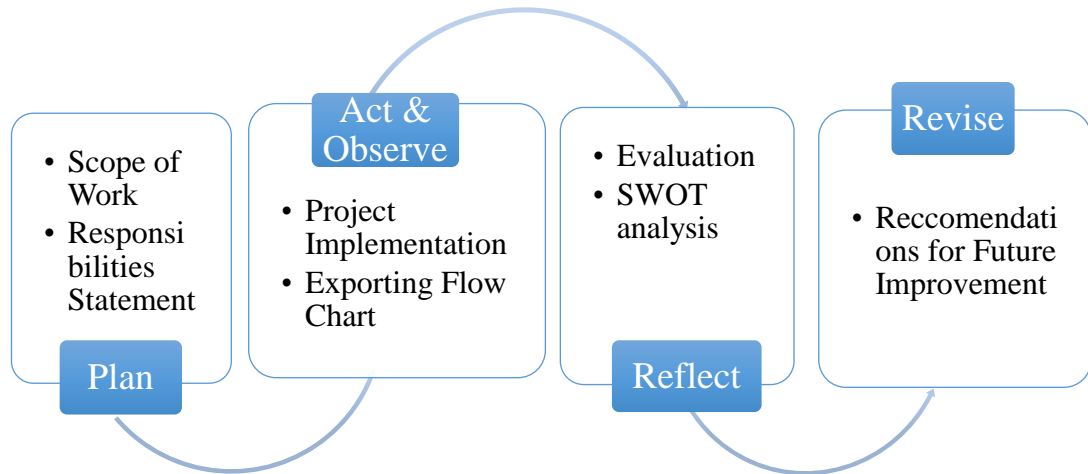 • Scope of
Work
• Responsi
bilities
Statement
Plan
Act &
Observe
• Project
Implementation
• Exporting Flow
Chart
• Evaluation
• SWOT
analysis
Reflect
Revise
• Reccomendati
ons for Future
Improvement